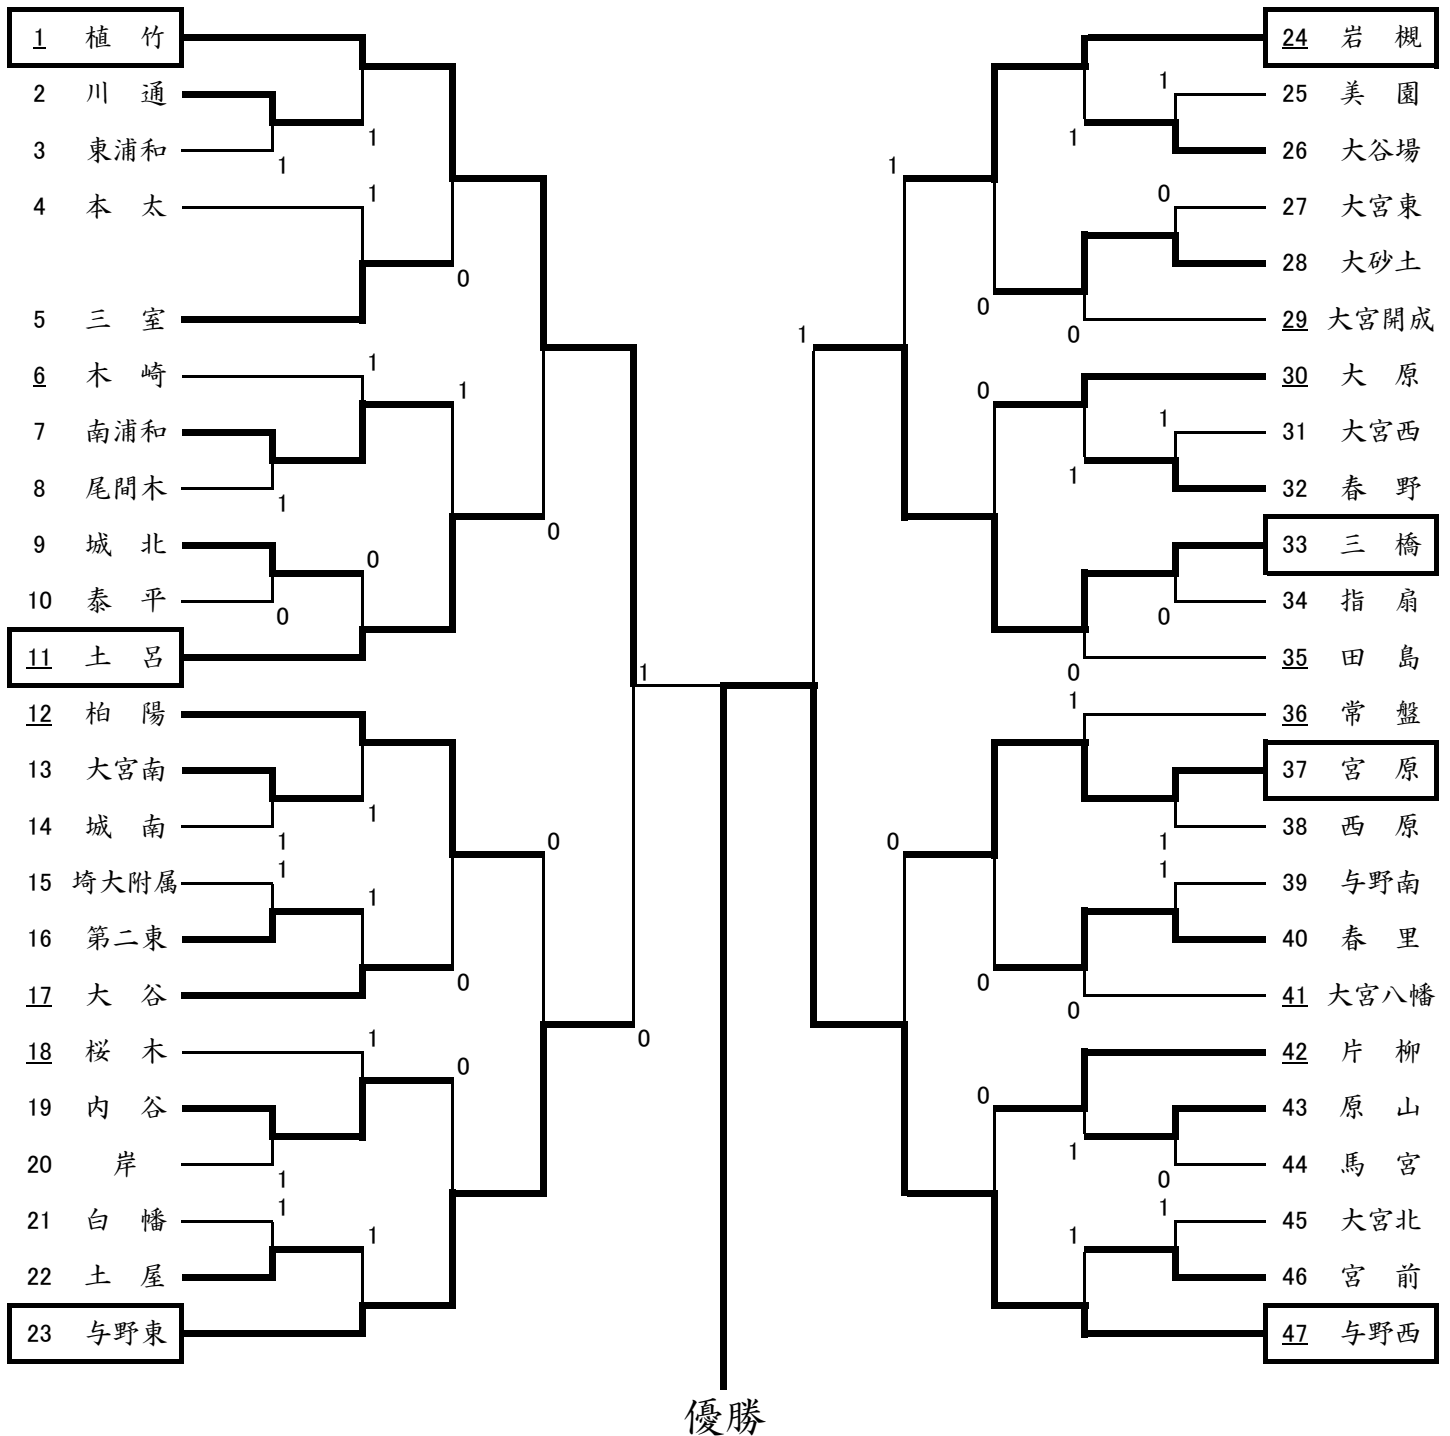 1 植 竹
2 川 通
3 東浦和
4 本 太
5 三 室
6 木 崎
7 南浦和
8 尾間木
9 城 北
10 泰 平
11 土 呂
12 柏 陽
13 大宮南
14 城 南
15 埼大附属
16 第二東
17 大 谷
18 桜 木
19 内 谷
20 岸
21 白 幡
22 土 屋
23 与野東
1
1
1
0
1
1
1
0
0
0
1
1
1
1
0
0
1
1
1
0
1
0
1
優勝
1
1
0
1
1
0
0
0
0
1
1
0
0
1
0
1
1
0
0
0
1
0
1
1
24 岩 槻
25 美 園
26 大谷場
27 大宮東
28 大砂土
29 大宮開成
30 大 原
31 大宮西
32 春 野
33 三 橋
34 指 扇
35 田 島
36 常 盤
37 宮 原
38 西 原
39 与野南
40 春 里
41 大宮八幡
42 片 柳
43 原 山
44 馬 宮
45 大宮北
46 宮 前
47 与野西